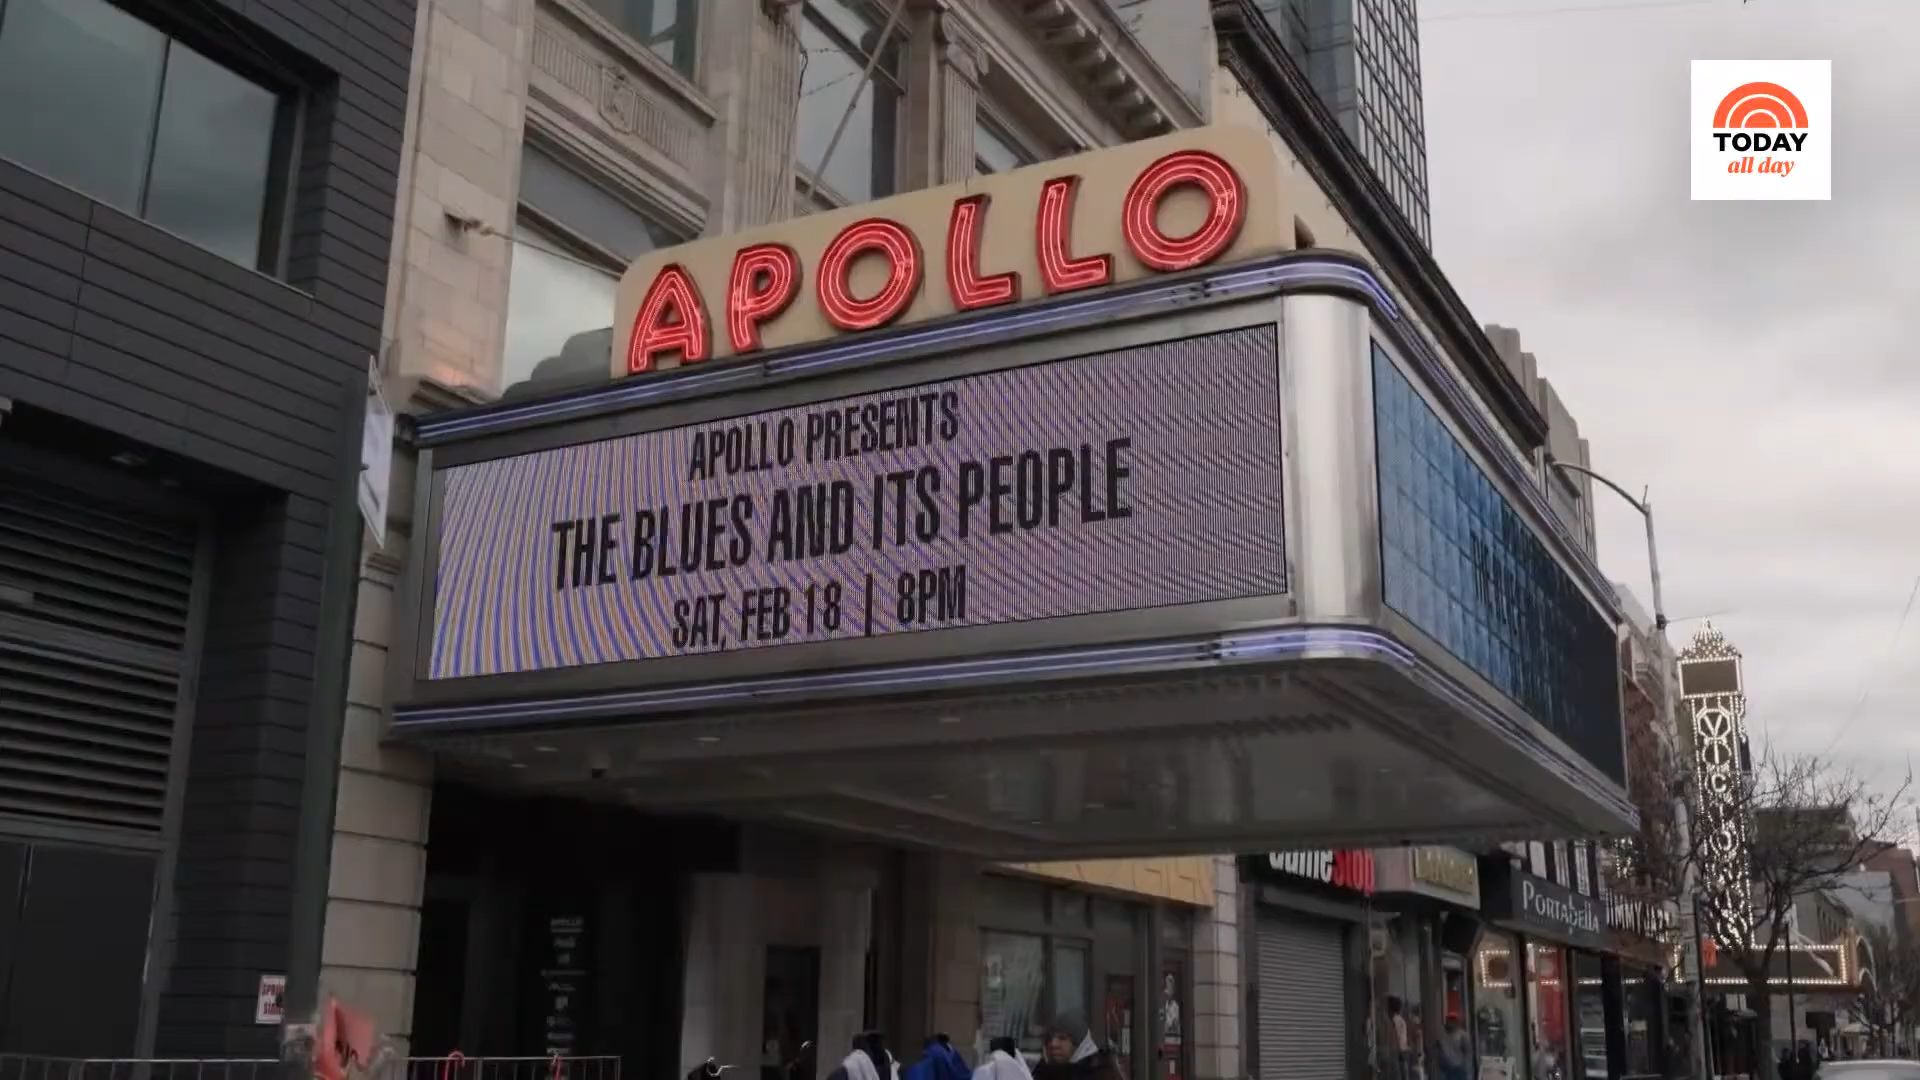 TODAY
all day
APOLLO
APOLLO PRESENTS
THE BLUES AND ITS PEOPLE
SAT, FEB 18 | 8PM
VICTORIA
GameStop
PORTABELLA
JIMMY JAZZ